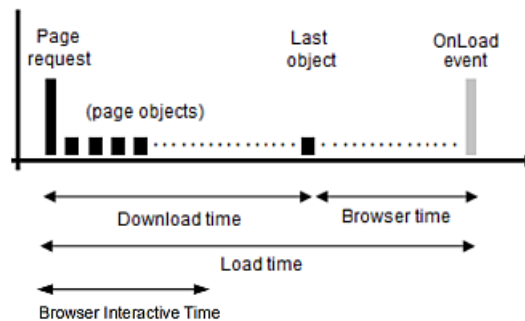 Page
request
Last
object
OnLoad
event
(page objects)
Download time
Browser time
Load time
Browser Interactive Time